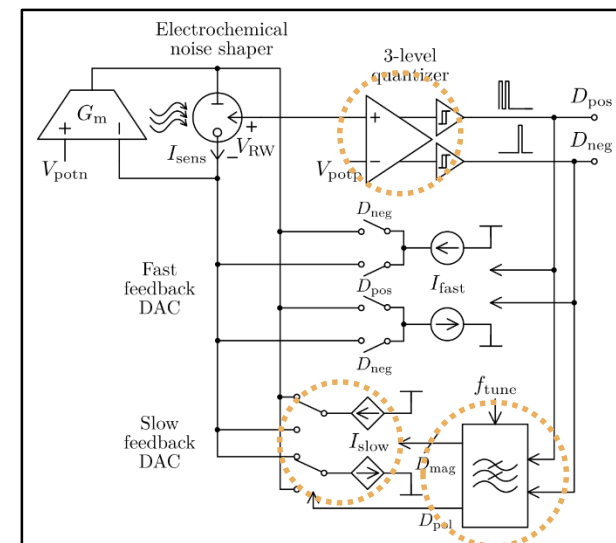 Electrochemical
noise shaper
3-level
quantizer
G_m
+
−
V_potn
I_sens
+
−
V_RW
V_potp
+
−
D_pos
D_neg
D_neg
D_pos
D_neg
I_fast
Fast
feedback
DAC
Slow
feedback
DAC
I_slow
f_tune
D_mag
D_pol